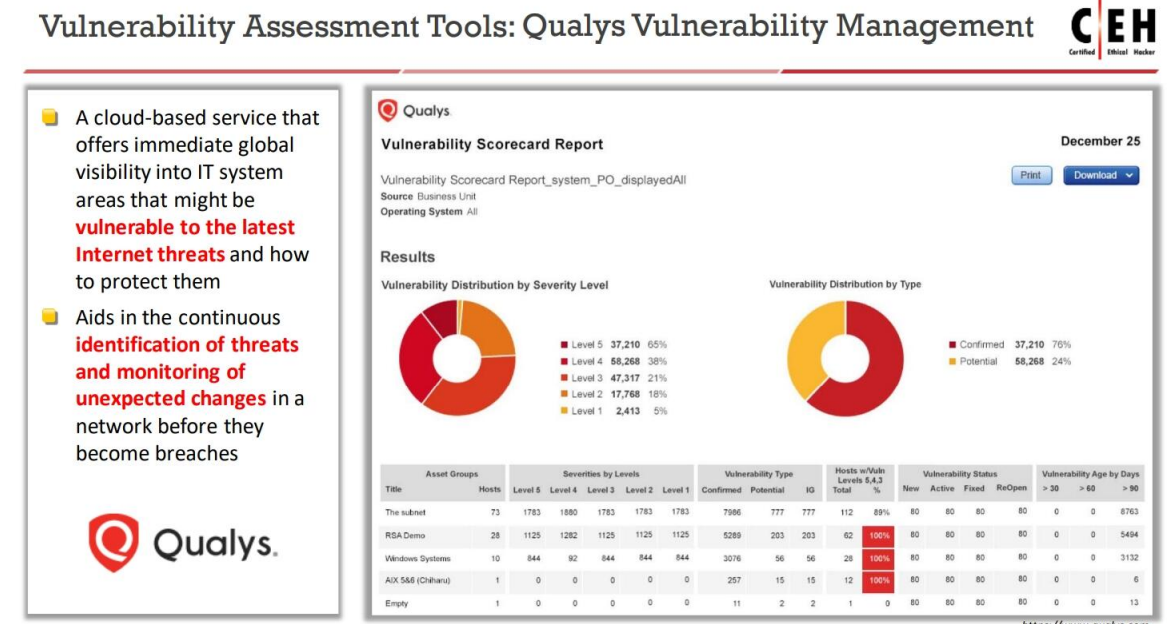 Vulnerability Assessment Tools: Qualys Vulnerability Management
CEH
Certified Ethical Hacker
A cloud-based service that
offers immediate global
visibility into IT system
areas that might be
vulnerable to the latest
Internet threats and how
to protect them
Aids in the continuous
identification of threats
and monitoring of
unexpected changes in a
network before they
become breaches
Qualys.
Qualys.
Vulnerability Scorecard Report
December 25
Vulnerability Scorecard Report_system_PO_displayedAll
Print
Download
Source Business Unit
Operating System All
Results
Vulnerability Distribution by Severity Level
Level 5 37,210 65%
Level 4 58,268 38%
Level 3 47,317 21%
Level 2 17,768 18%
Level 1 2,413 5%
Vulnerability Distribution by Type
Confirmed 37,210 76%
Potential 58,268 24%
Asset Groups Severities by Levels Vulnerability Type Hosts w/Vuln Levels 5,4,3 Vulnerability Status Vulnerability Age by Days
Title Hosts Level 5 Level 4 Level 3 Level 2 Level 1 Confirmed Potential IG Total % New Active Fixed ReOpen > 30 > 60 > 90
The subnet 73 1783 1880 1783 1783 1783 7986 777 777 112 89% 80 80 80 80 0 0 8763
RSA Demo 28 1125 1282 1125 1125 1125 5289 203 203 62 100% 80 80 80 80 0 0 5494
Windows Systems 10 844 92 844 844 844 3076 56 56 28 100% 80 80 80 80 0 0 3132
AIX 5&6 (Chiharu) 1 0 0 0 0 0 257 15 15 12 100% 80 80 80 80 0 0 6
Empty 1 0 0 0 0 0 11 2 2 1 0 80 80 80 80 0 0 13